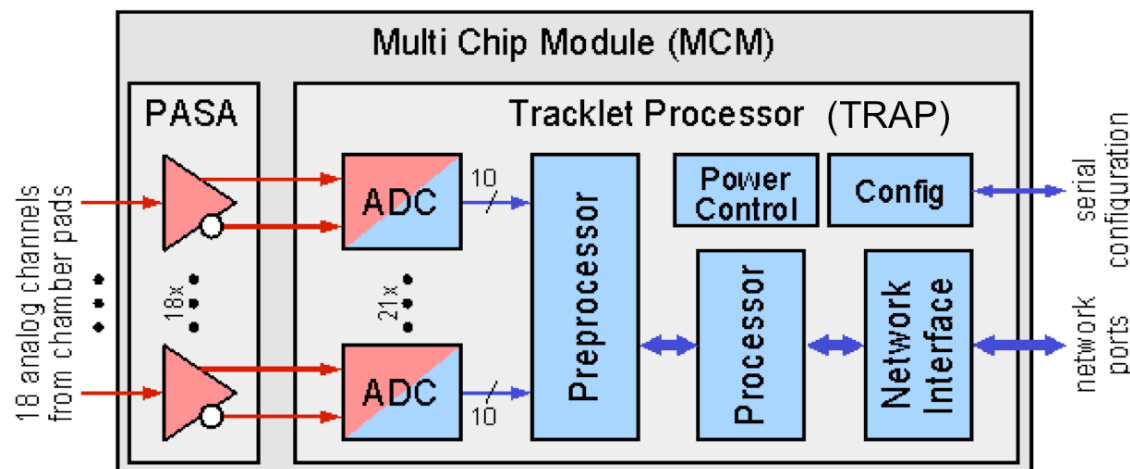 Multi Chip Module (MCM)
PASA
Tracklet Processor (TRAP)
18 analog channels
from chamber pads
18x
ADC
10
21x
ADC
10
Preprocessor
Power
Control
Config
Processor
Network
Interface
serial
configuration
network
ports